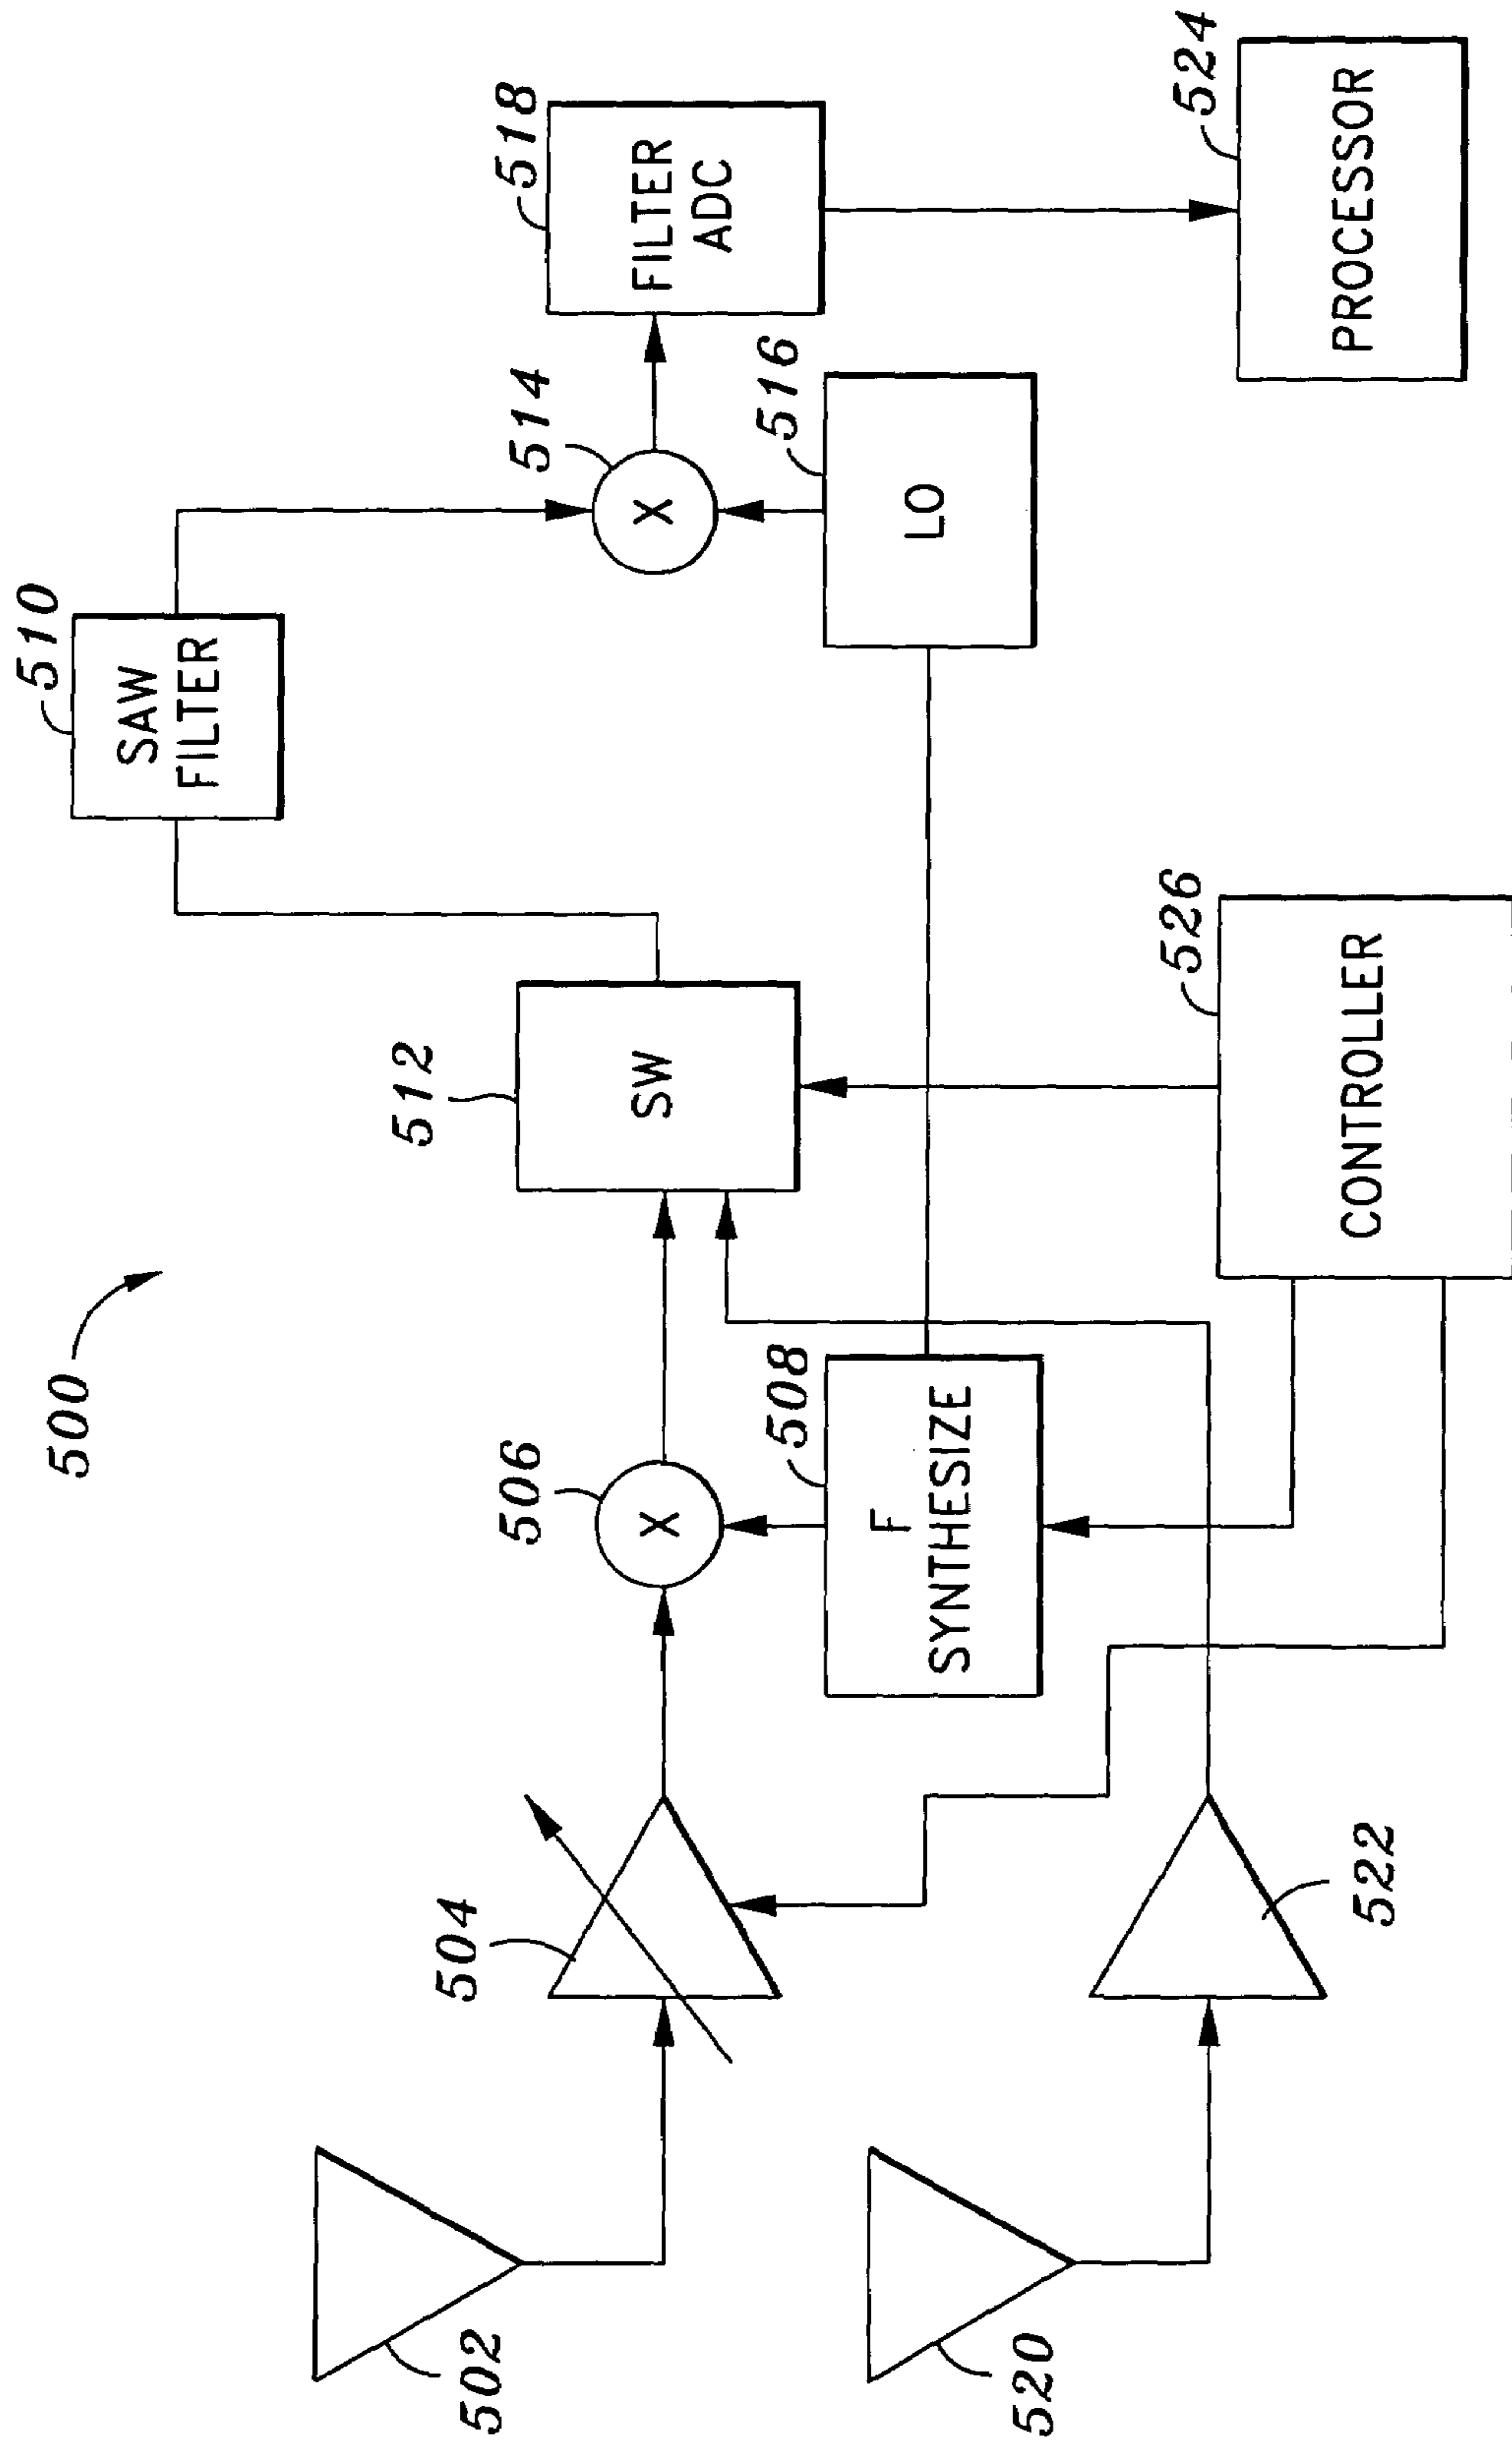 500
510
SAW
FILTER
502
504
506
512
514
518
X
SW
X
FILTER
ADC
520
508
516
F
SYNTHESIZE
LO
522
526
524
CONTROLLER
PROCESSOR